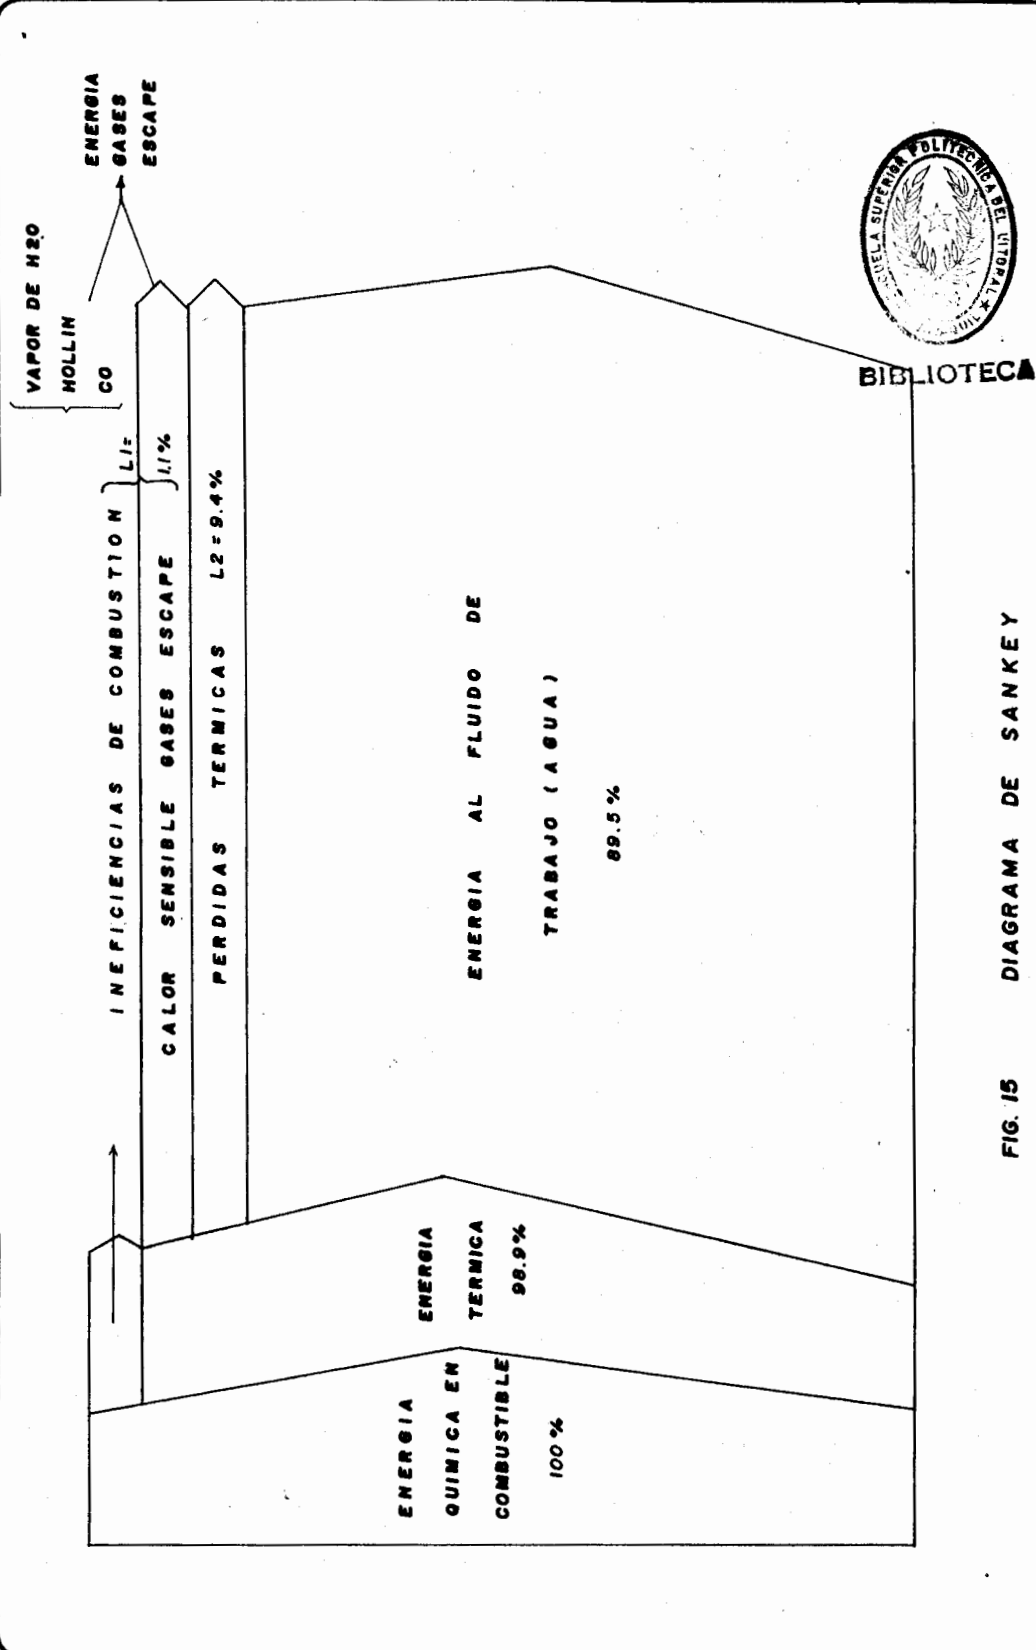 VAPOR DE H2O
HOLLIN
CO
ENERGIA
GASES
ESCAPE
INEFICIENCIAS DE COMBUSTION
L1=
1.1%
CALOR SENSIBLE GASES ESCAPE
PERDIDAS TERMICAS L2=9.4%
ENERGIA AL FLUIDO DE
TRABAJO (AGUA)
89.5%
ENERGIA
TERMICA
98.9%
ENERGIA
QUIMICA EN
COMBUSTIBLE
100%
FIG. 15 DIAGRAMA DE SANKEY
SUPERIOR POLITECNICA DEL LITORAL
BIBLIOTECA